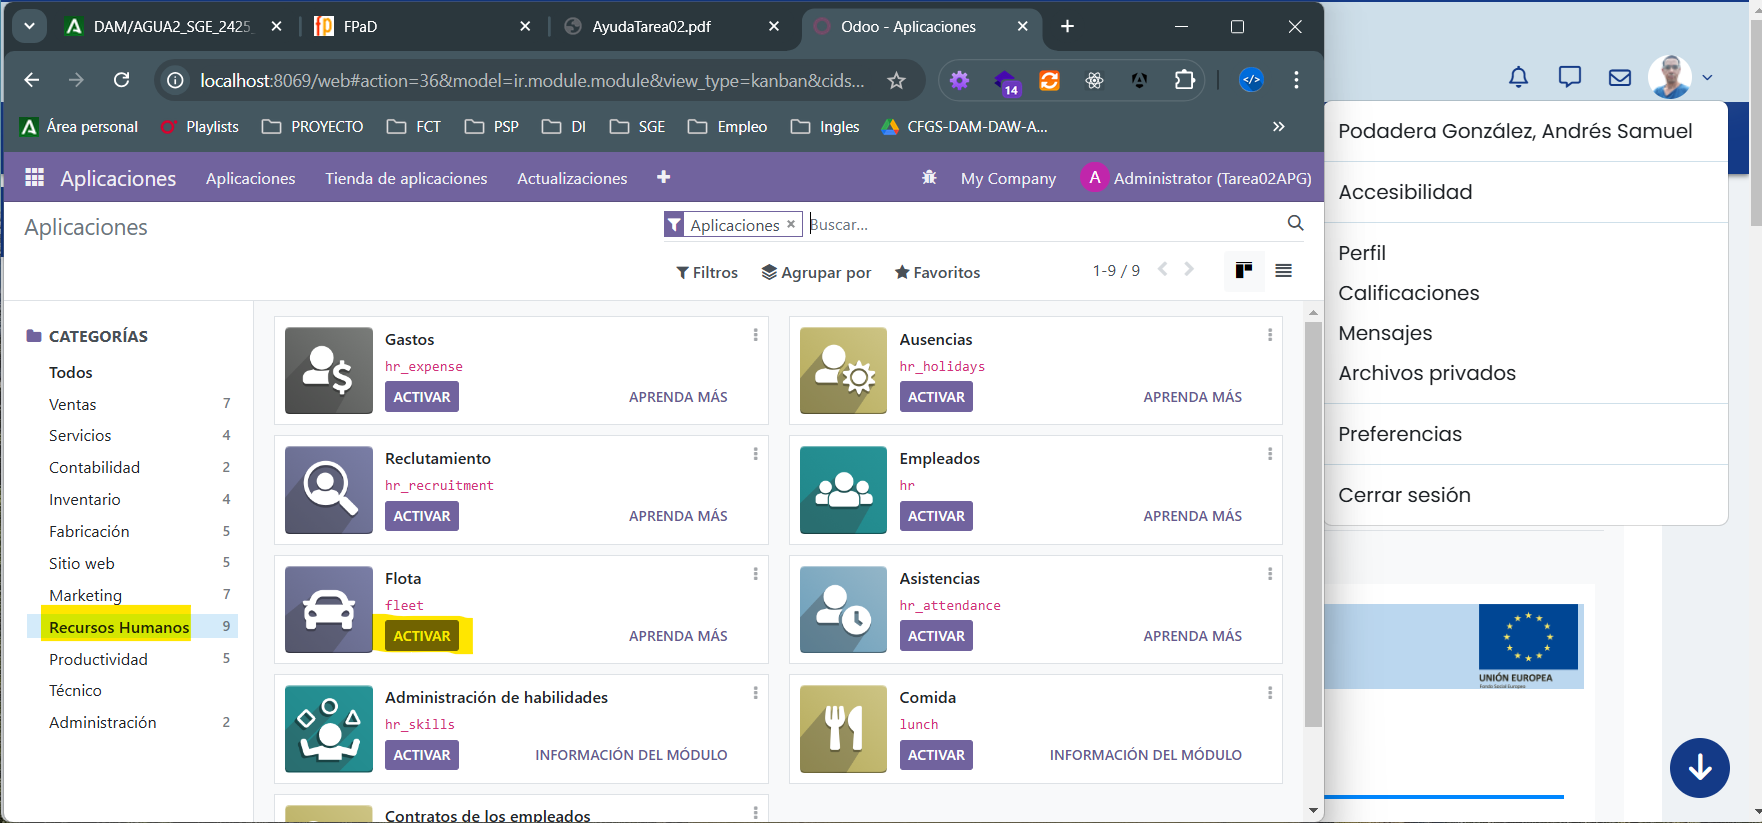 DAM/AGUA2_SGE_2425_
FPaD
AyudaTarea02.pdf
Odoo - Aplicaciones
localhost:8069/web#action=36&model=ir.module.module&view_type=kanban&cids...
14
Área personal
Playlists
PROYECTO
FCT
PSP
DI
SGE
Empleo
Ingles
CFGS-DAM-DAW-A...
Aplicaciones
Aplicaciones
Tienda de aplicaciones
Actualizaciones
My Company
A
Administrator (Tarea02APG)
Aplicaciones
Aplicaciones
Buscar...
Filtros
Agrupar por
Favoritos
1-9 / 9
CATEGORÍAS
Todos
Ventas 7
Servicios 4
Contabilidad 2
Inventario 4
Fabricación 5
Sitio web 5
Marketing 7
Recursos Humanos 9
Productividad 5
Técnico
Administración 2
Gastos
hr_expense
ACTIVAR
APRENDA MÁS
Ausencias
hr_holidays
ACTIVAR
APRENDA MÁS
Reclutamiento
hr_recruitment
ACTIVAR
APRENDA MÁS
Empleados
hr
ACTIVAR
APRENDA MÁS
Flota
fleet
ACTIVAR
APRENDA MÁS
Asistencias
hr_attendance
ACTIVAR
APRENDA MÁS
Administración de habilidades
hr_skills
ACTIVAR
INFORMACIÓN DEL MÓDULO
Comida
lunch
ACTIVAR
INFORMACIÓN DEL MÓDULO
Contratos de los empleados
Podadera González, Andrés Samuel
Accesibilidad
Perfil
Calificaciones
Mensajes
Archivos privados
Preferencias
Cerrar sesión
UNIÓN EUROPEA
Fondo Social Europeo